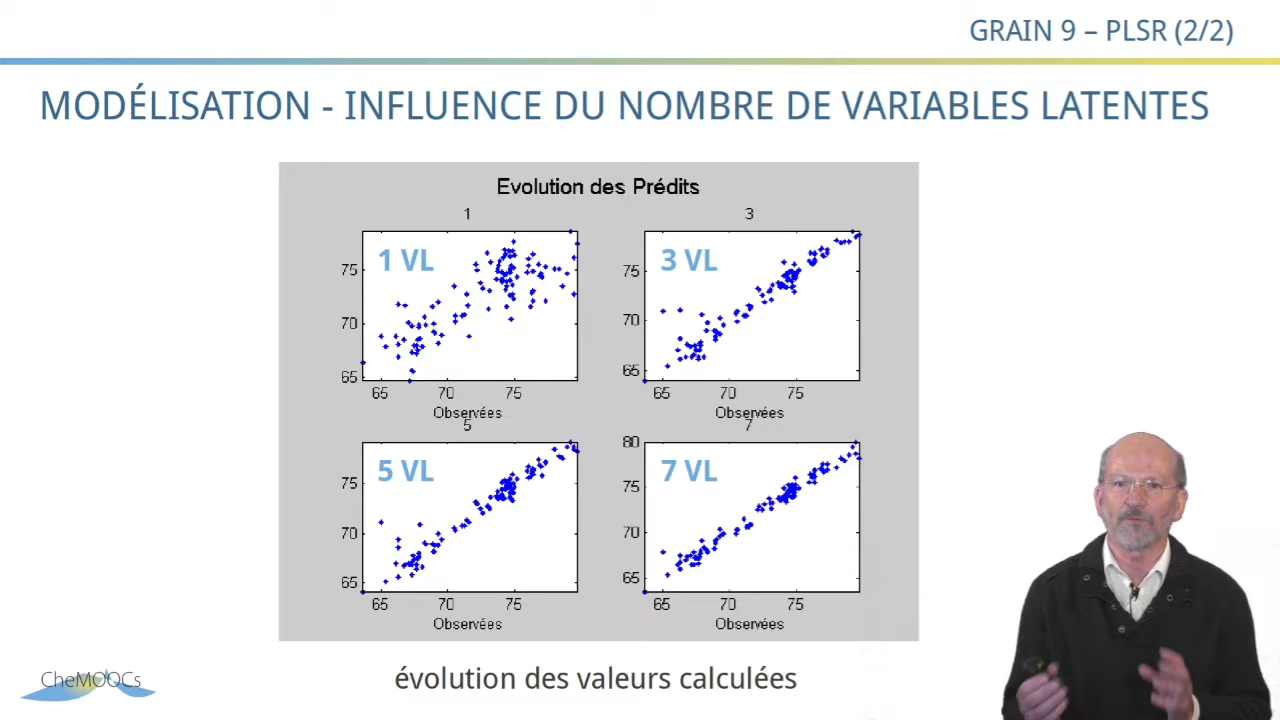 GRAIN 9 – PLSR (2/2)
MODÉLISATION - INFLUENCE DU NOMBRE DE VARIABLES LATENTES
Evolution des Prédits
1
3
1 VL
3 VL
75
70
65
75
70
65
65 70 75
65 70 75
Observées
Observées
5
7
5 VL
7 VL
75
70
65
80
75
70
65
65 70 75
65 70 75
Observées
Observées
évolution des valeurs calculées
CheMOOCs